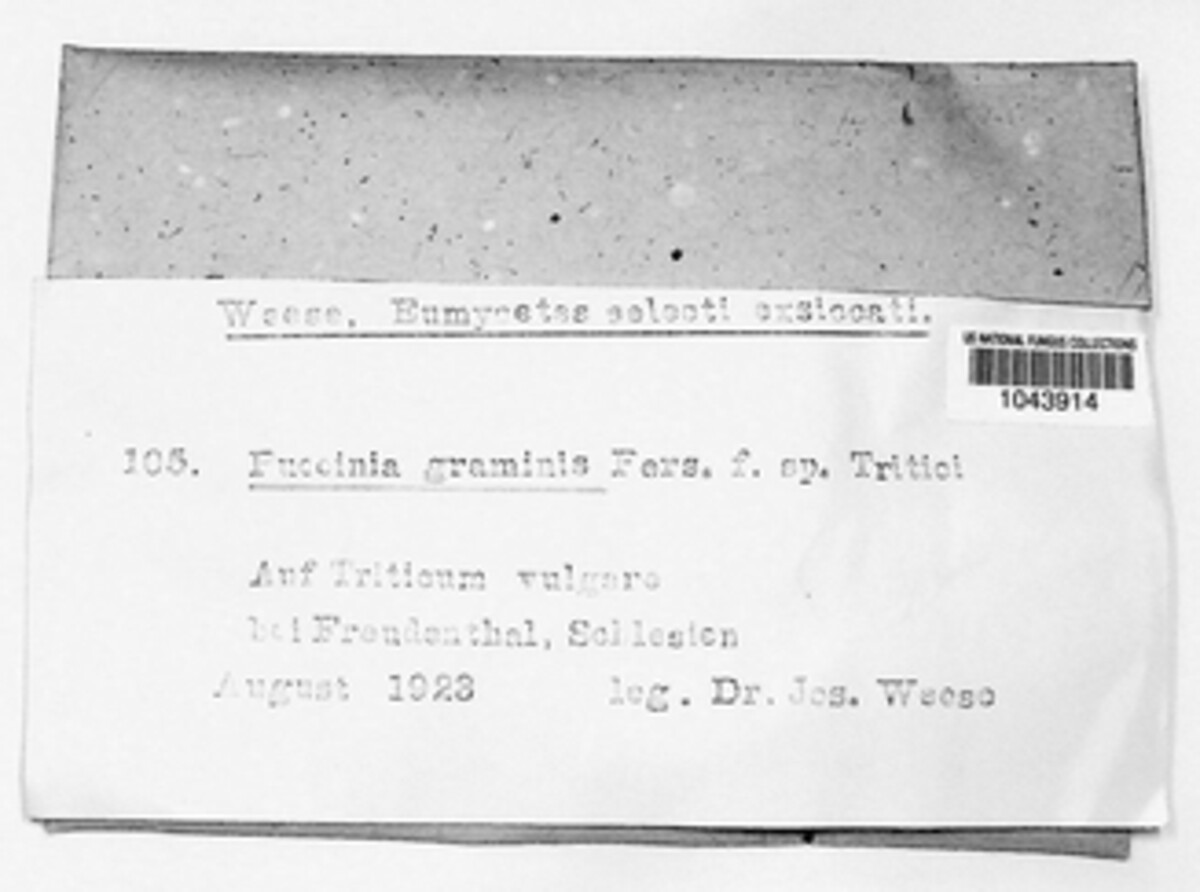 Weese. Eumycetes selecti exsiccati.
US NATIONAL FUNGUS COLLECTIONS
1043914
105. Puccinia graminis Pers. f. sp. Tritici
Auf Triticum vulgare
bei Freudenthal, Schlesien
August 1923 leg. Dr. Jos. Weese